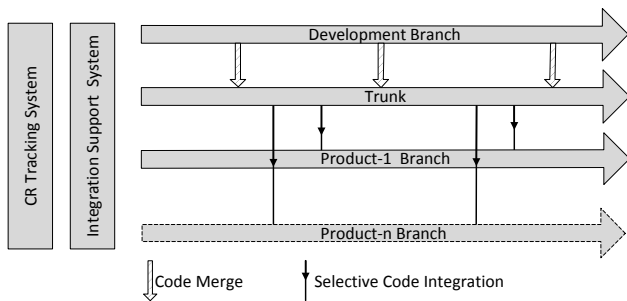 CR Tracking System
Integration Support System
Development Branch
Trunk
Product-1 Branch
Product-n Branch
Code Merge
Selective Code Integration